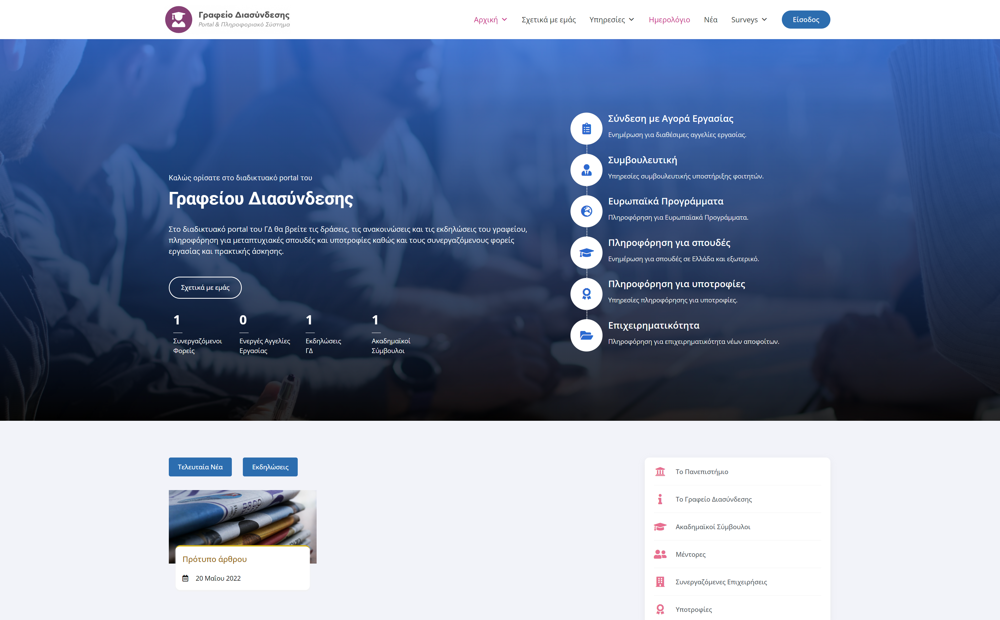 Γραφείο Διασύνδεσης
Portal & Πληροφοριακό Σύστημα
Αρχική
Σχετικά με εμάς
Υπηρεσίες
Ημερολόγιο
Νέα
Surveys
Είσοδος
Καλώς ορίσατε στο διαδικτυακό portal του
Γραφείου Διασύνδεσης
Στο διαδικτυακό portal του ΓΔ θα βρείτε τις δράσεις, τις ανακοινώσεις και τις εκδηλώσεις του γραφείου,
πληροφόρηση για μεταπτυχιακές σπουδές και υποτροφίες καθώς και τους συνεργαζόμενους φορείς
εργασίας και πρακτικής άσκησης.
Σχετικά με εμάς
1
Συνεργαζόμενοι
Φορείς
0
Ενεργές Αγγελίες
Εργασίας
1
Εκδηλώσεις
ΓΔ
1
Ακαδημαϊκοί
Σύμβουλοι
Σύνδεση με Αγορά Εργασίας
Ενημέρωση για διαθέσιμες αγγελίες εργασίας.
Συμβουλευτική
Υπηρεσίες συμβουλευτικής υποστήριξης φοιτητών.
Ευρωπαϊκά Προγράμματα
Πληροφόρηση για Ευρωπαϊακά Προγράμματα.
Πληροφόρηση για σπουδές
Ενημέρωση για σπουδές σε Ελλάδα και εξωτερικό.
Πληροφόρηση για υποτροφίες
Υπηρεσίες πληροφόρησης για υποτροφίες.
Επιχειρηματικότητα
Πληροφόρηση για επιχειρηματικότητα νέων αποφοίτων.
Τελευταία Νέα
Εκδηλώσεις
Πρότυπο άρθρου
20 Μαΐου 2022
Το Πανεπιστήμιο
Το Γραφείο Διασύνδεσης
Ακαδημαϊκοί Σύμβουλοι
Μέντορες
Συνεργαζόμενες Επιχειρήσεις
Υποτροφίες